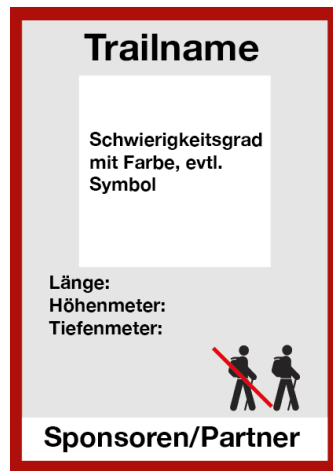 Trailname
Schwierigkeitsgrad
mit Farbe, evtl.
Symbol
Länge:
Höhenmeter:
Tiefenmeter:
Sponsoren/Partner